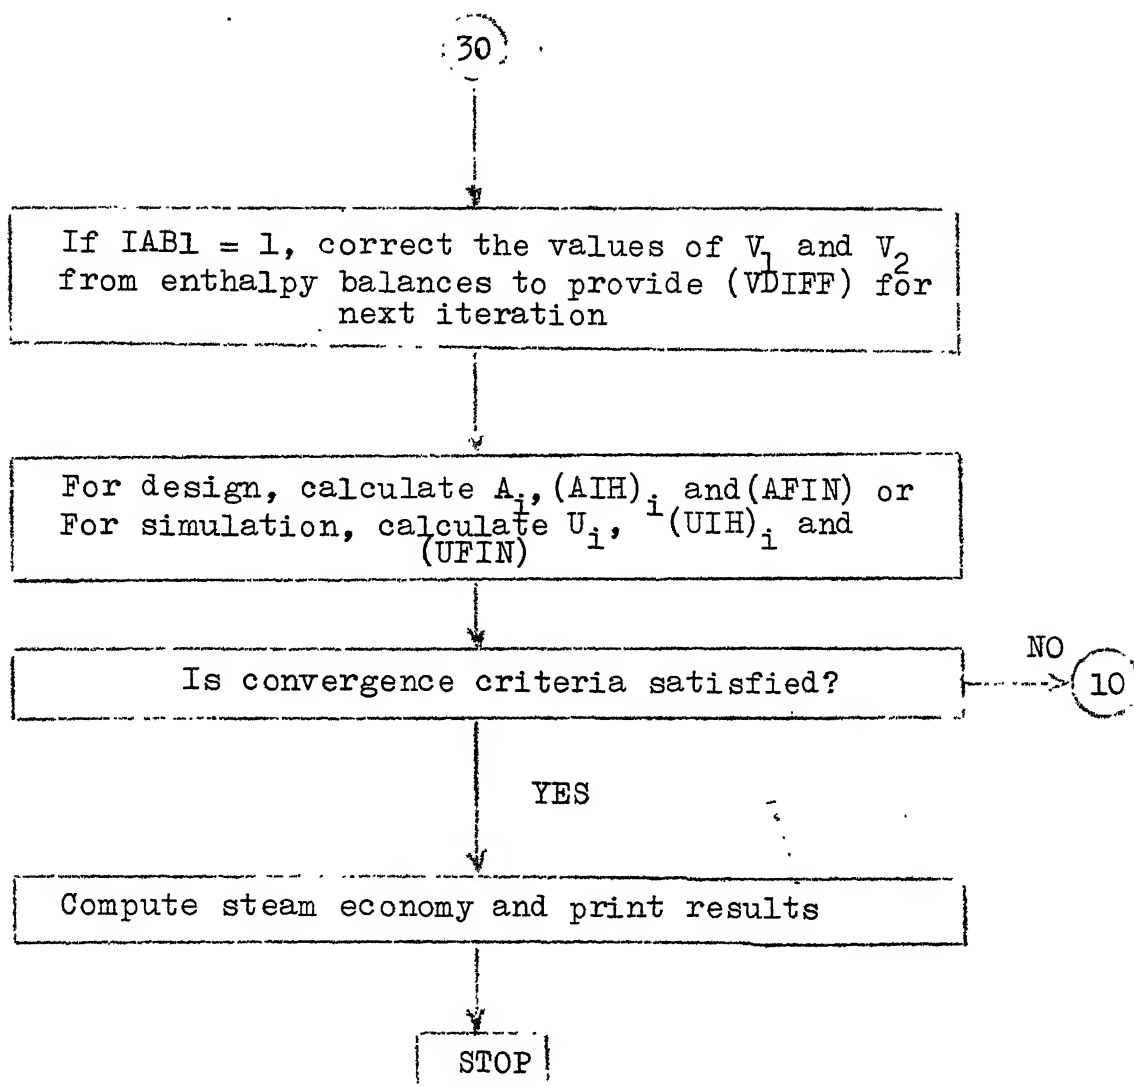 30
If IAB1 = 1, correct the values of V₁ and V₂
from enthalpy balances to provide (VDIFF) for
next iteration
For design, calculate Aᵢ, (AIH)ᵢ and(AFIN) or
For simulation, calculate Uᵢ, (UIH)ᵢ and
(UFIN)
Is convergence criteria satisfied?
NO
10
YES
Compute steam economy and print results
STOP